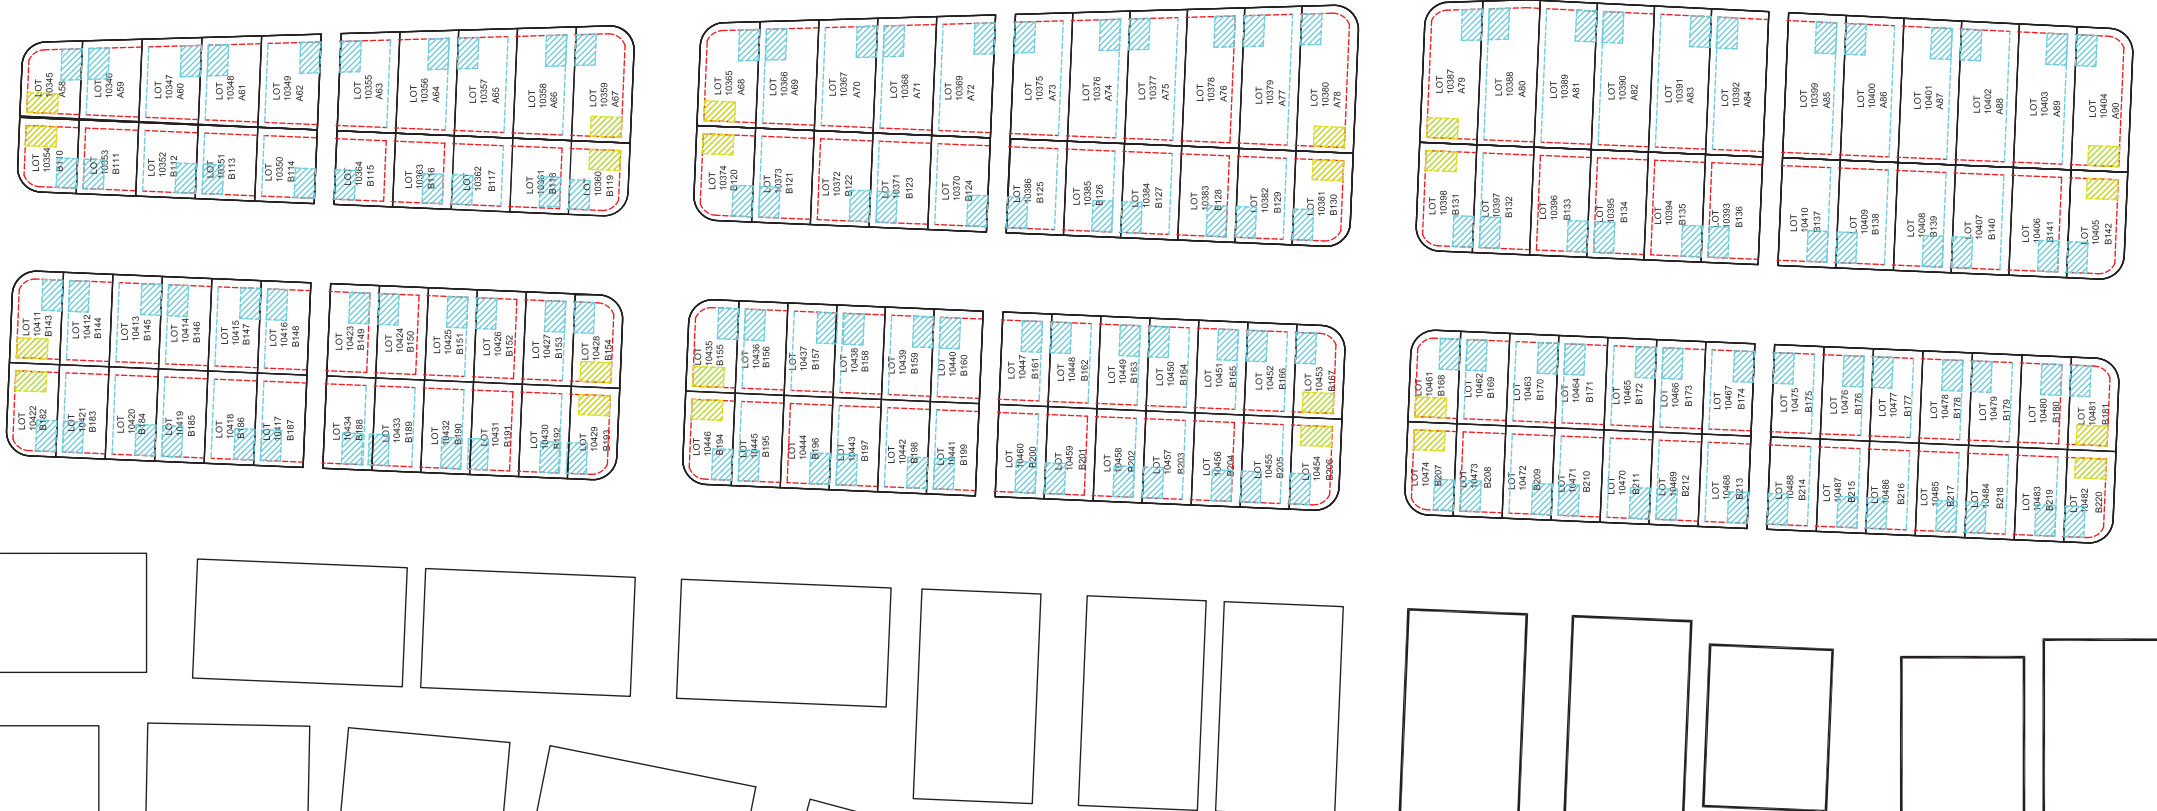 LOT
10345
A58
LOT
10346
A59
LOT
10347
A60
LOT
10348
A61
LOT
10349
A62
LOT
10355
A63
LOT
10356
A64
LOT
10357
A65
LOT
10358
A66
LOT
10359
A67
LOT
10365
A68
LOT
10366
A69
LOT
10367
A70
LOT
10368
A71
LOT
10369
A72
LOT
10375
A73
LOT
10376
A74
LOT
10377
A75
LOT
10378
A76
LOT
10379
A77
LOT
10380
A78
LOT
10387
A79
LOT
10388
A80
LOT
10389
A81
LOT
10390
A82
LOT
10391
A83
LOT
10392
A84
LOT
10399
A85
LOT
10400
A86
LOT
10401
A87
LOT
10402
A88
LOT
10403
A89
LOT
10404
A90
LOT
10354
B110
LOT
10353
B111
LOT
10352
B112
LOT
10351
B113
LOT
10350
B114
LOT
10364
B115
LOT
10363
B116
LOT
10362
B117
LOT
10361
B118
LOT
10360
B119
LOT
10374
B120
LOT
10373
B121
LOT
10372
B122
LOT
10371
B123
LOT
10370
B124
LOT
10386
B125
LOT
10385
B126
LOT
10384
B127
LOT
10383
B128
LOT
10382
B129
LOT
10381
B130
LOT
10398
B131
LOT
10397
B132
LOT
10396
B133
LOT
10395
B134
LOT
10394
B135
LOT
10393
B136
LOT
10410
B137
LOT
10409
B138
LOT
10408
B139
LOT
10407
B140
LOT
10406
B141
LOT
10405
B142
LOT
10411
B143
LOT
10412
B144
LOT
10413
B145
LOT
10414
B146
LOT
10415
B147
LOT
10416
B148
LOT
10423
B149
LOT
10424
B150
LOT
10425
B151
LOT
10426
B152
LOT
10427
B153
LOT
10428
B154
LOT
10435
B155
LOT
10436
B156
LOT
10437
B157
LOT
10438
B158
LOT
10439
B159
LOT
10440
B160
LOT
10447
B161
LOT
10448
B162
LOT
10449
B163
LOT
10450
B164
LOT
10451
B165
LOT
10452
B166
LOT
10453
B167
LOT
10461
B168
LOT
10462
B169
LOT
10463
B170
LOT
10464
B171
LOT
10465
B172
LOT
10466
B173
LOT
10467
B174
LOT
10475
B175
LOT
10476
B176
LOT
10477
B177
LOT
10478
B178
LOT
10479
B179
LOT
10480
B180
LOT
10481
B181
LOT
10422
B182
LOT
10421
B183
LOT
10420
B184
LOT
10419
B185
LOT
10418
B186
LOT
10417
B187
LOT
10434
B188
LOT
10433
B189
LOT
10432
B190
LOT
10431
B191
LOT
10430
B192
LOT
10429
B193
LOT
10446
B194
LOT
10445
B195
LOT
10444
B196
LOT
10443
B197
LOT
10442
B198
LOT
10441
B199
LOT
10460
B200
LOT
10459
B201
LOT
10458
B202
LOT
10457
B203
LOT
10456
B204
LOT
10455
B205
LOT
10454
B206
LOT
10474
B207
LOT
10473
B208
LOT
10472
B209
LOT
10471
B210
LOT
10470
B211
LOT
10469
B212
LOT
10468
B213
LOT
10488
B214
LOT
10487
B215
LOT
10486
B216
LOT
10485
B217
LOT
10484
B218
LOT
10483
B219
LOT
10482
B220